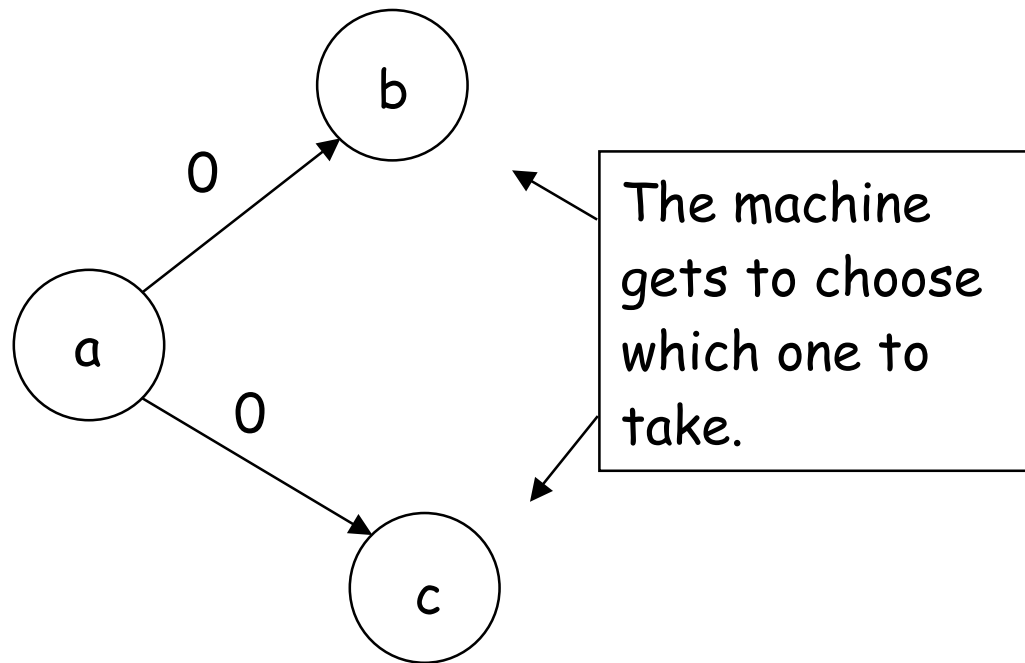 b
0
The machine
gets to choose
which one to
take.
a
0
c